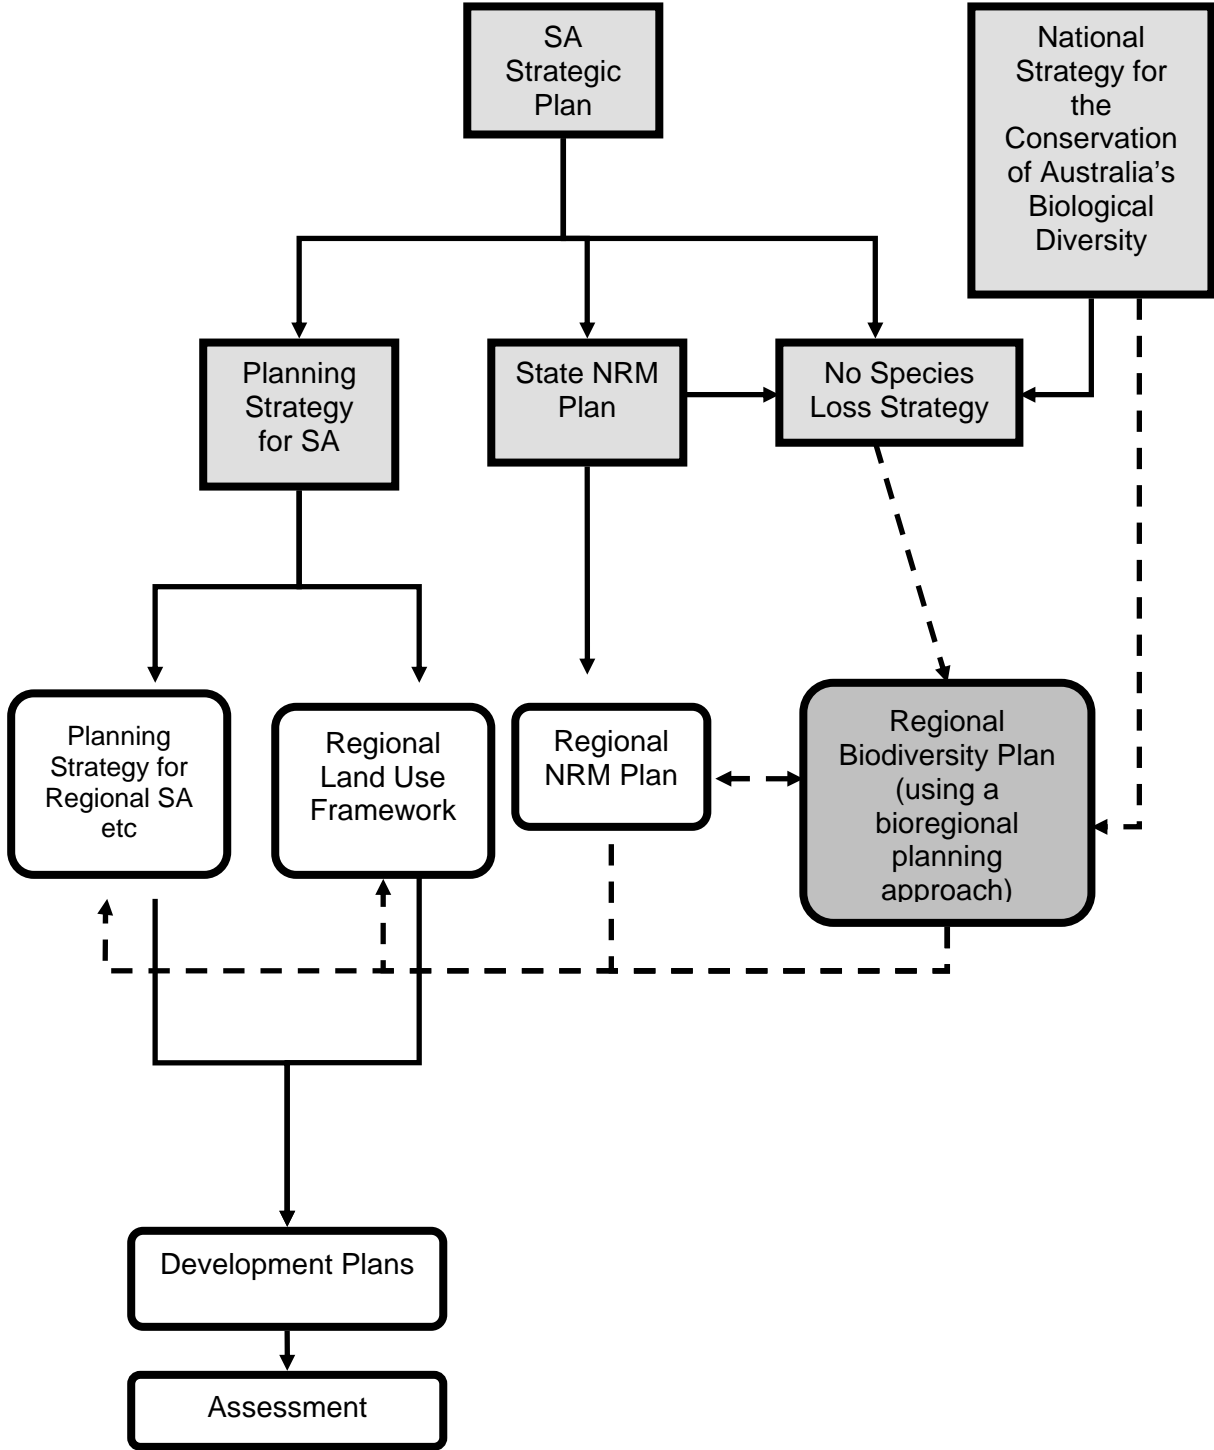 SA
Strategic
Plan
National
Strategy for
the
Conservation
of Australia’s
Biological
Diversity
Planning
Strategy
for SA
State NRM
Plan
No Species
Loss Strategy
Planning
Strategy for
Regional SA
etc
Regional
Land Use
Framework
Regional
NRM Plan
Regional
Biodiversity Plan
(using a
bioregional
planning
approach)
Development Plans
Assessment